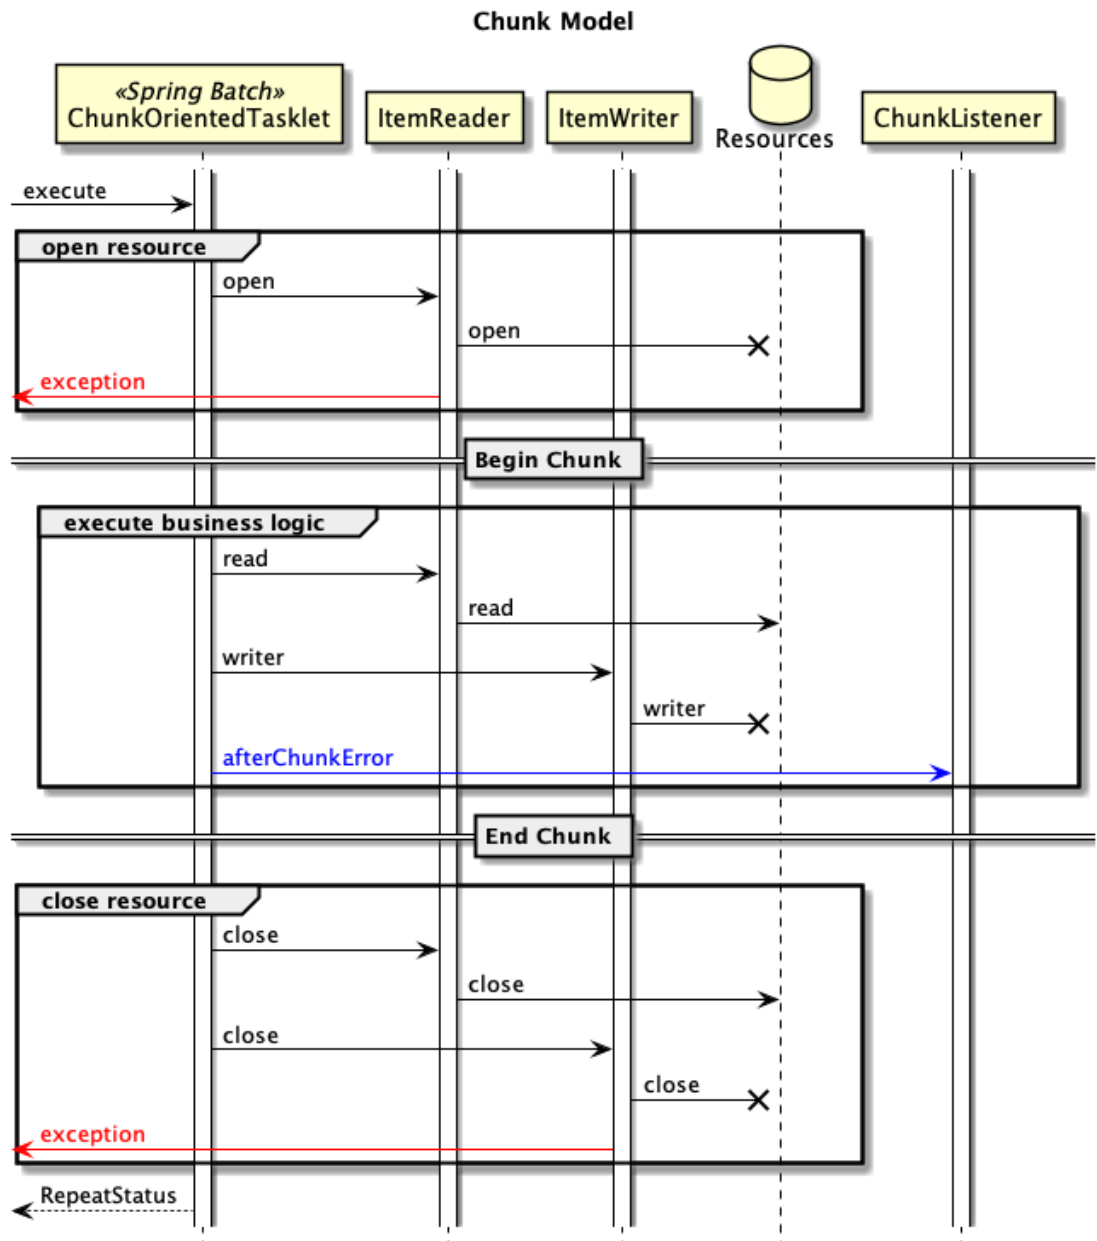 Chunk Model
«Spring Batch»
ChunkOrientedTasklet
ItemReader
ItemWriter
Resources
ChunkListener
execute
open resource
open
open
exception
Begin Chunk
execute business logic
read
read
writer
writer
afterChunkError
End Chunk
close resource
close
close
close
close
exception
RepeatStatus